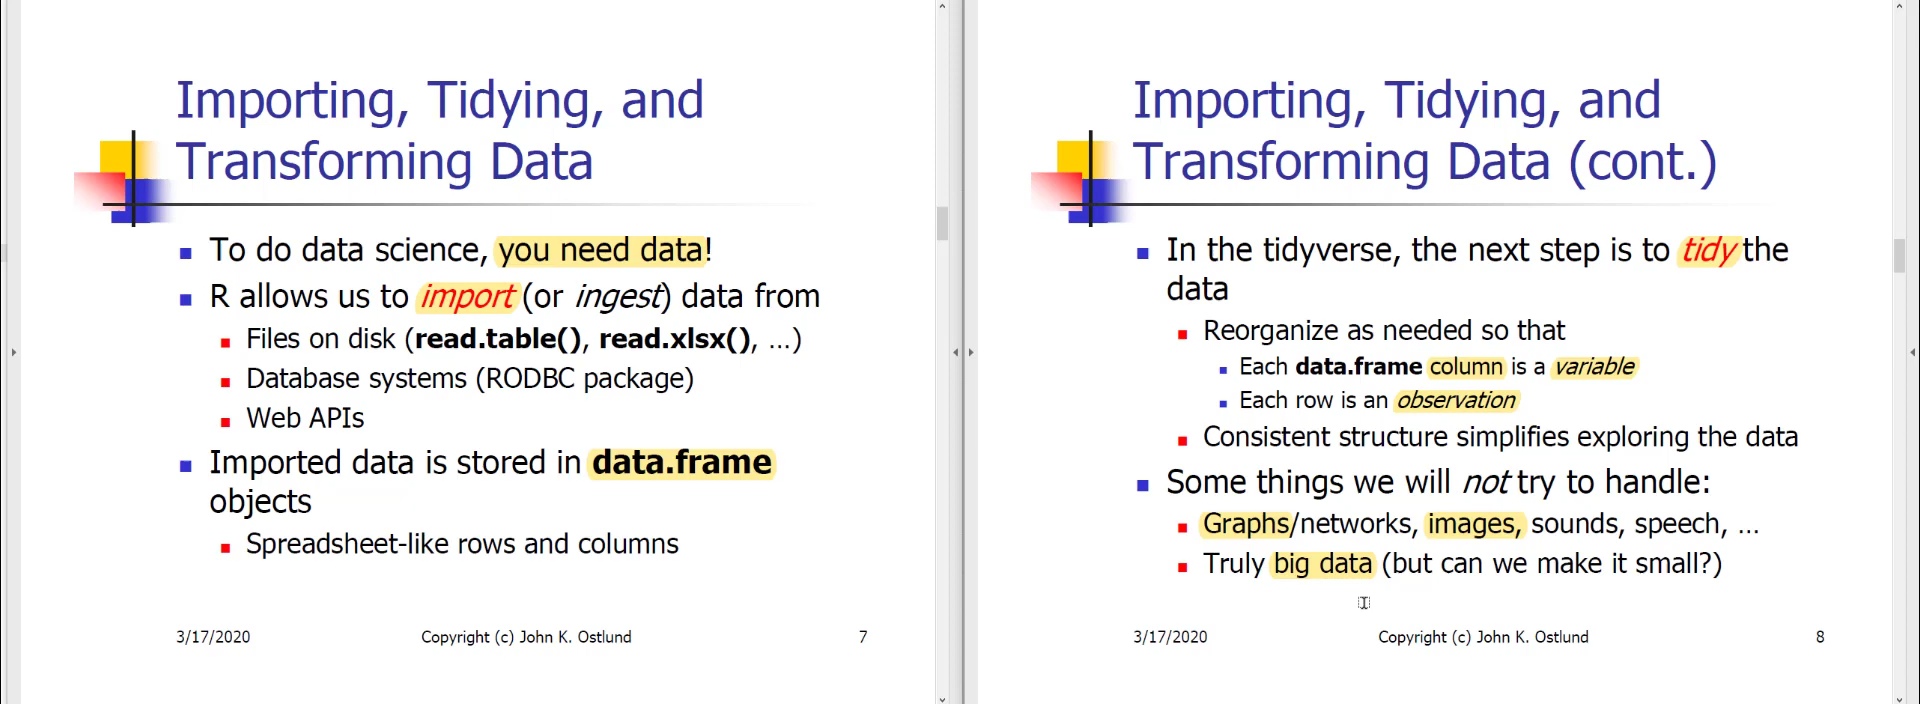 Importing, Tidying, and
Transforming Data
To do data science, you need data!
R allows us to import (or ingest) data from
Files on disk (read.table(), read.xlsx(), ...)
Database systems (RODBC package)
Web APIs
Imported data is stored in data.frame
objects
Spreadsheet-like rows and columns
3/17/2020 Copyright (c) John K. Ostlund 7
Importing, Tidying, and
Transforming Data (cont.)
In the tidyverse, the next step is to tidy the
data
Reorganize as needed so that
Each data.frame column is a variable
Each row is an observation
Consistent structure simplifies exploring the data
Some things we will not try to handle:
Graphs/networks, images, sounds, speech, ...
Truly big data (but can we make it small?)
3/17/2020 Copyright (c) John K. Ostlund 8